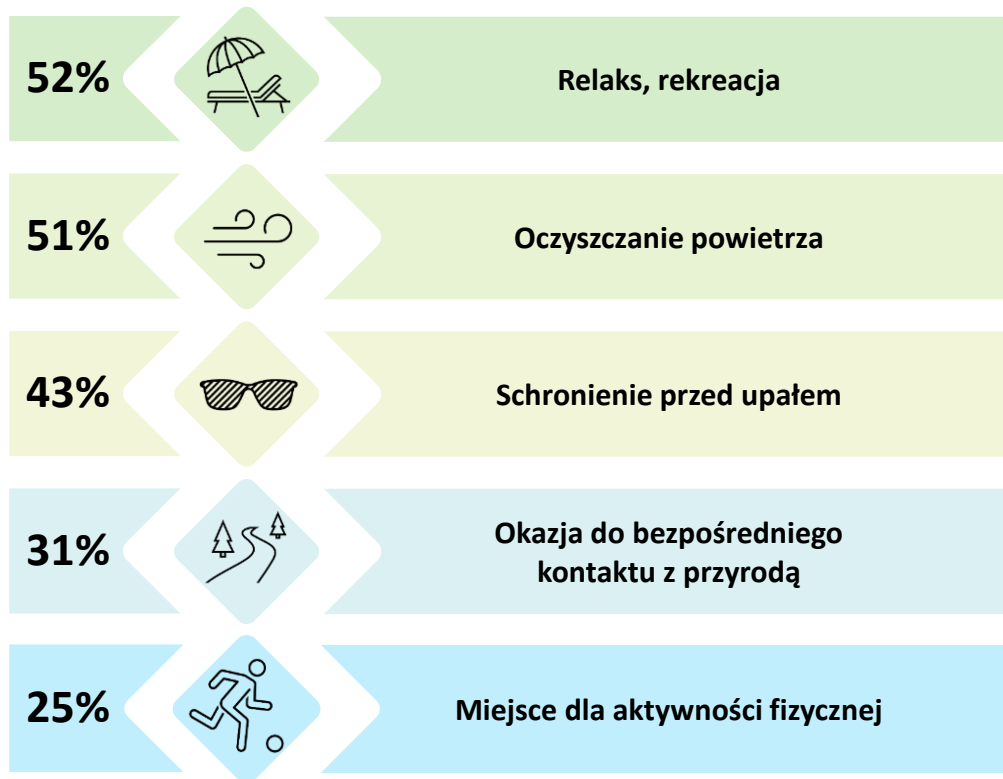 52%
Relaks, rekreacja
51%
Oczyszczanie powietrza
43%
Schronienie przed upałem
31%
Okazja do bezpośredniego
kontaktu z przyrodą
25%
Miejsce dla aktywności fizycznej